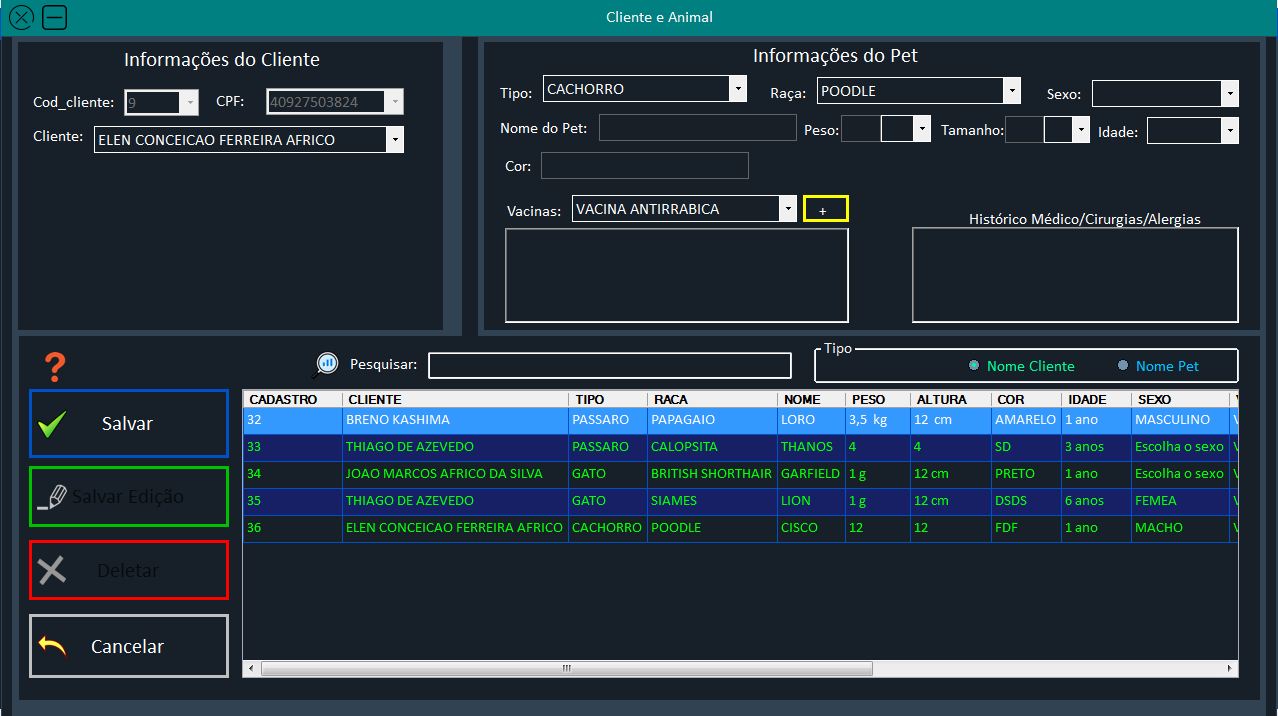 Cliente e Animal
Informações do Cliente
Cod_cliente: 9 CPF: 40927503824
Cliente: ELEN CONCEICAO FERREIRA AFRICO
Informações do Pet
Tipo: CACHORRO Raça: POODLE Sexo:
Nome do Pet: Peso: Tamanho: Idade:
Cor:
Vacinas: VACINA ANTIRRABICA +
Histórico Médico/Cirurgias/Alergias
? Pesquisar: Tipo
Nome Cliente Nome Pet
Salvar
Salvar Edição
Deletar
Cancelar
CADASTRO CLIENTE TIPO RACA NOME PESO ALTURA COR IDADE SEXO
32 BRENO KASHIMA PASSARO PAPAGAIO LORO 3,5 kg 12 cm AMARELO 1 ano MASCULINO V
33 THIAGO DE AZEVEDO PASSARO CALOPSITA THANOS 4 4 SD 3 anos Escolha o sexo V
34 JOAO MARCOS AFRICO DA SILVA GATO BRITISH SHORTHAIR GARFIELD 1 g 12 cm PRETO 1 ano Escolha o sexo V
35 THIAGO DE AZEVEDO GATO SIAMES LION 1 g 12 cm DSDS 6 anos FEMEA V
36 ELEN CONCEICAO FERREIRA AFRICO CACHORRO POODLE CISCO 12 12 FDF 1 ano MACHO V